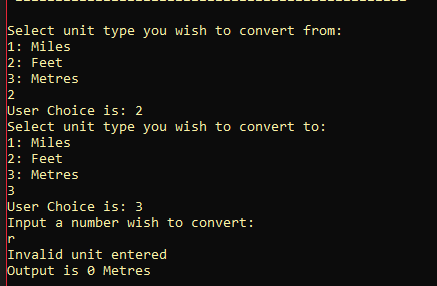 Select unit type you wish to convert from:
1: Miles
2: Feet
3: Metres
2
User Choice is: 2
Select unit type you wish to convert to:
1: Miles
2: Feet
3: Metres
3
User Choice is: 3
Input a number wish to convert:
r
Invalid unit entered
Output is 0 Metres